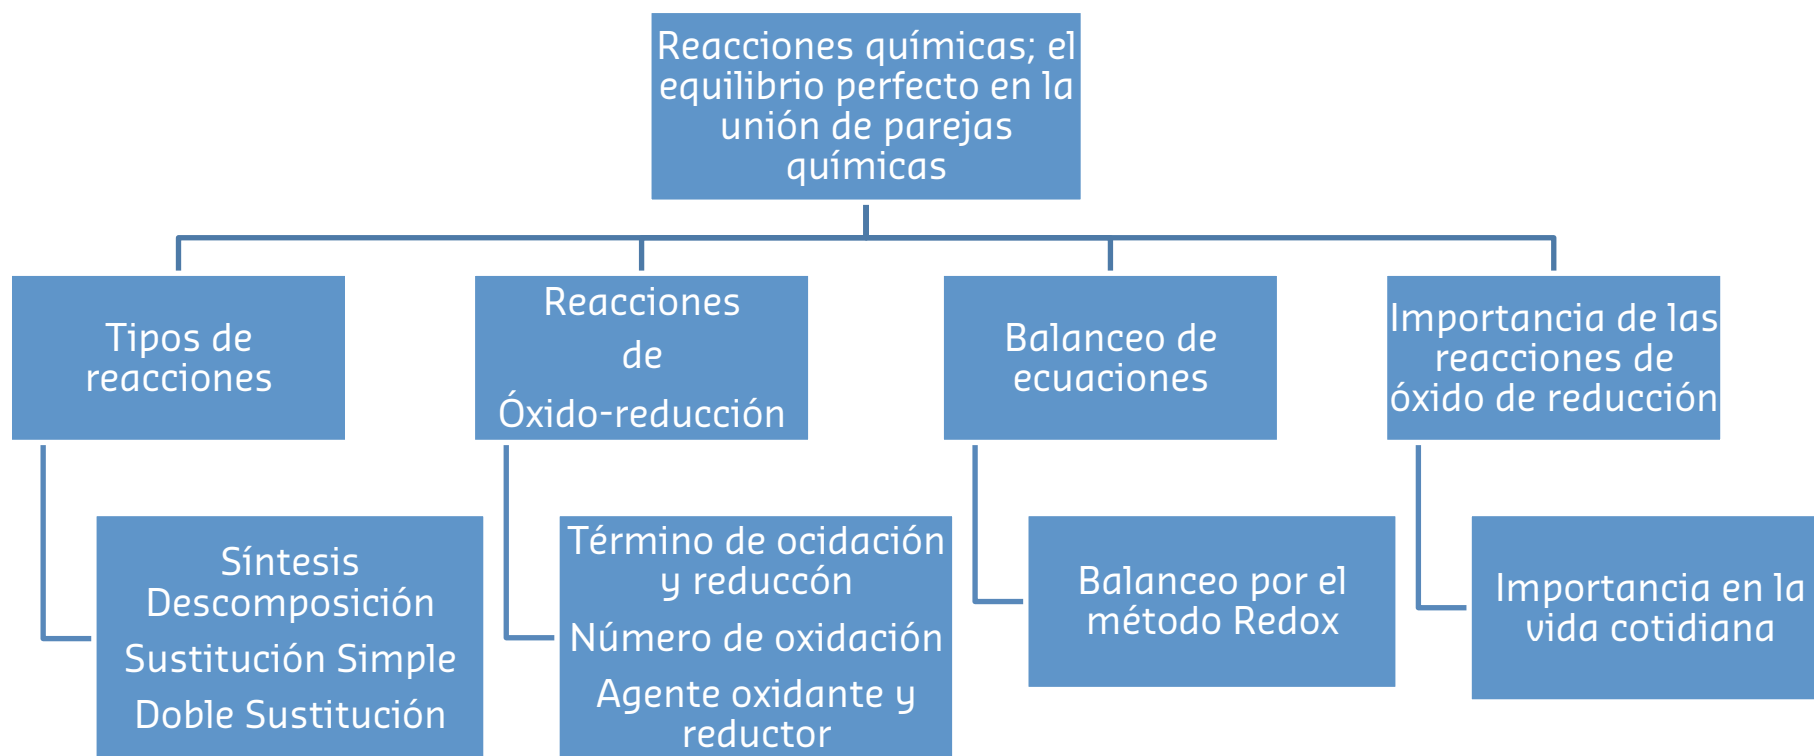 Reacciones químicas; el
equilibrio perfecto en la
unión de parejas
químicas
Tipos de
reacciones
Reacciones
de
Óxido-reducción
Balanceo de
ecuaciones
Importancia de las
reacciones de
óxido de reducción
Síntesis
Descomposición
Sustitución Simple
Doble Sustitución
Término de ocidación
y reduccón
Número de oxidación
Agente oxidante y
reductor
Balanceo por el
método Redox
Importancia en la
vida cotidiana